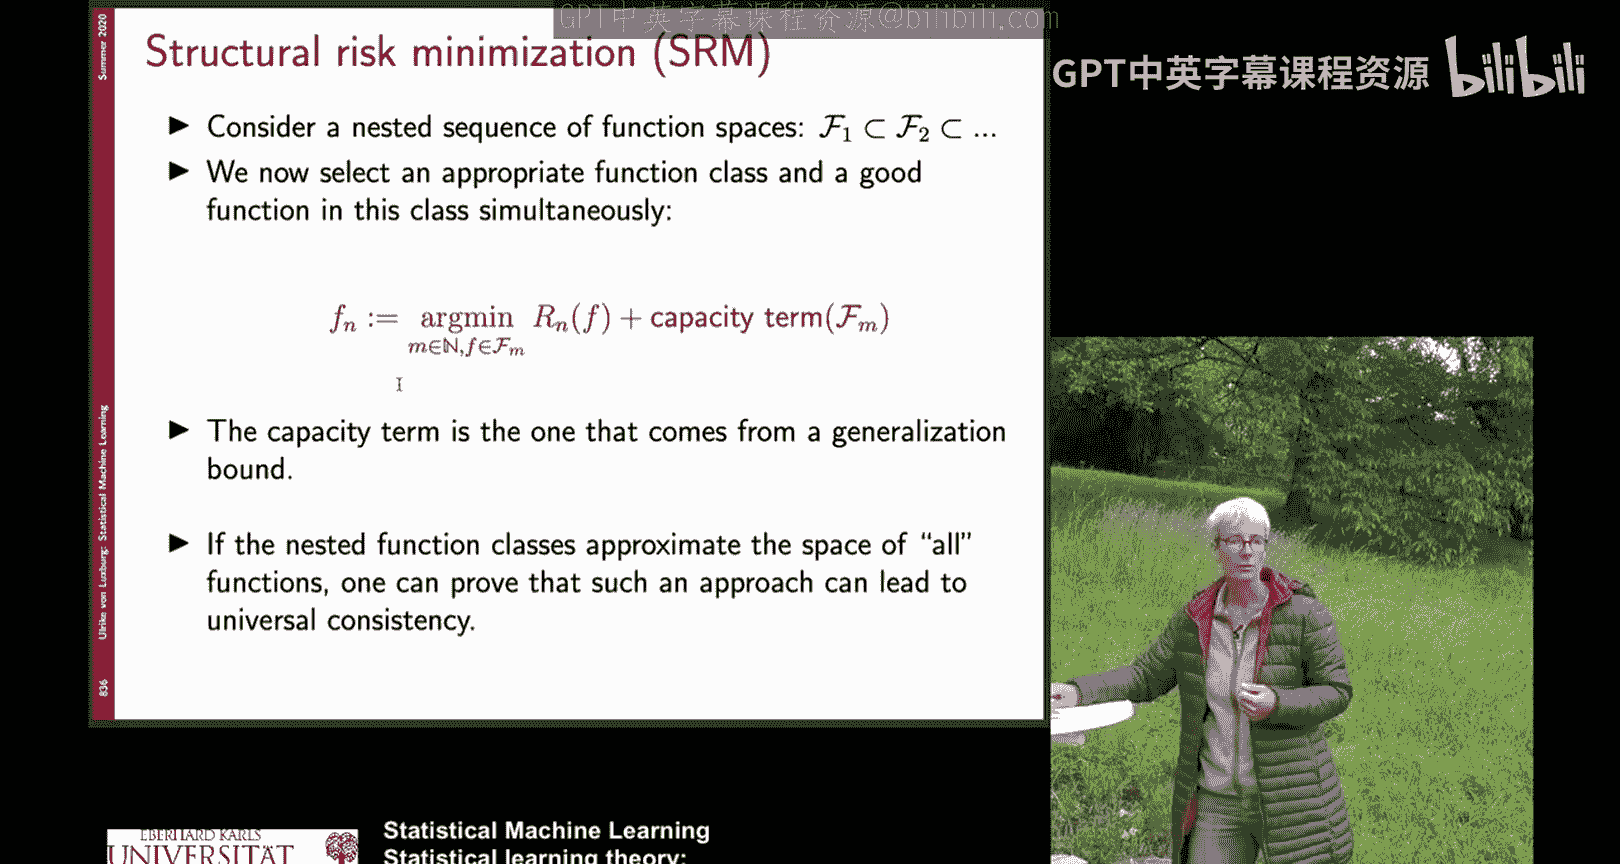 GPT中英字幕课程资源@bilibili.com
GPT中英字幕课程资源 bilibili
Summer 2020
Structural risk minimization (SRM)
▶ Consider a nested sequence of function spaces: 𝓕₁ ⊂ 𝓕₂ ⊂ ...
▶ We now select an appropriate function class and a good
function in this class simultaneously:
fₙ := argmin Rₙ(f) + capacity term(𝓕ₘ)
m∈ℕ,f∈𝓕ₘ
▶ The capacity term is the one that comes from a generalization
bound.
▶ If the nested function classes approximate the space of “all”
functions, one can prove that such an approach can lead to
universal consistency.
Ulrike von Luxburg: Statistical Machine Learning
836
EBERHARD KARLS
UNIVERSITÄT
Statistical Machine Learning
Statistical learning theory: